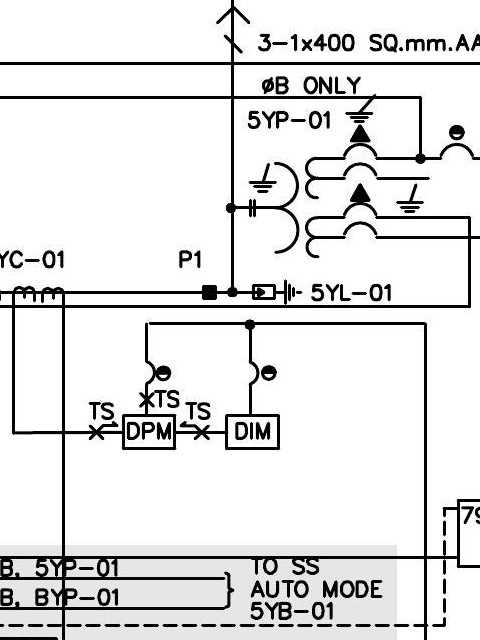 3-1x400 SQ.mm.AA
øB ONLY
5YP-01
YC-01
P1
5YL-01
TS
TS
TS
DPM
DIM
79
B, 5YP-01
B, BYP-01
TO SS
AUTO MODE
5YB-01